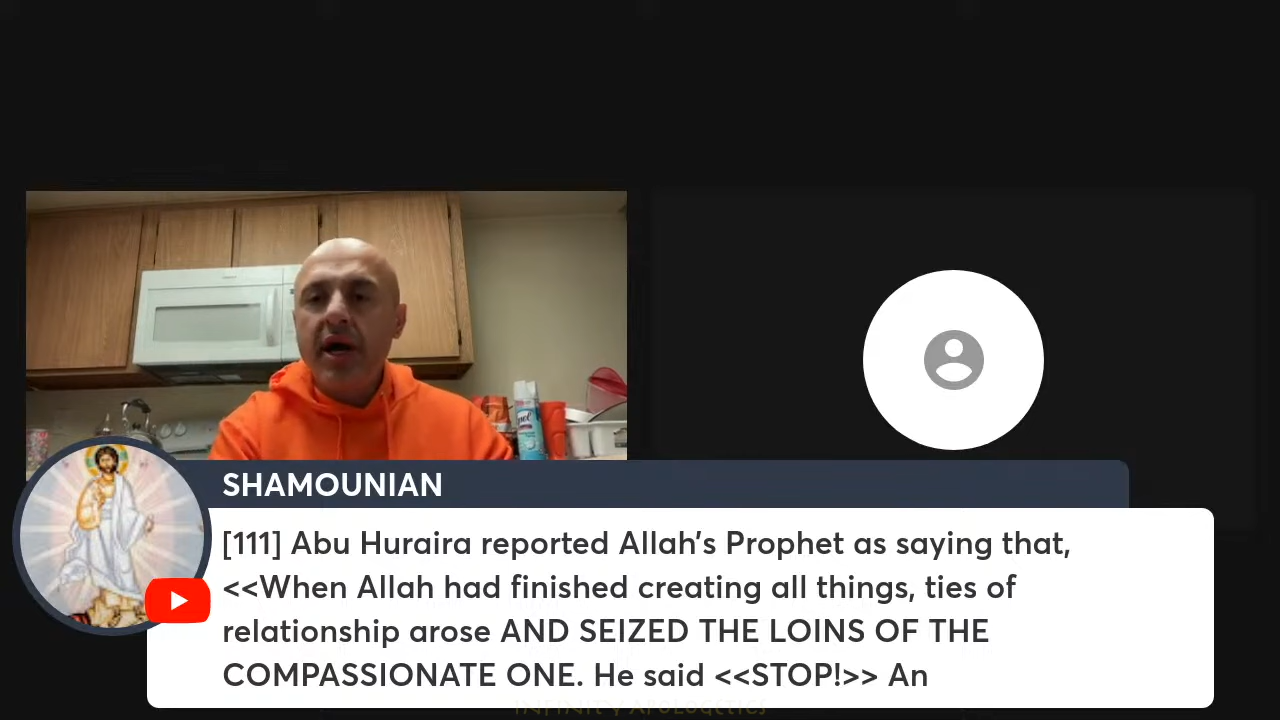 SHAMOUNIAN
[111] Abu Huraira reported Allah’s Prophet as saying that,
<<When Allah had finished creating all things, ties of
relationship arose AND SEIZED THE LOINS OF THE
COMPASSIONATE ONE. He said <<STOP!>> An